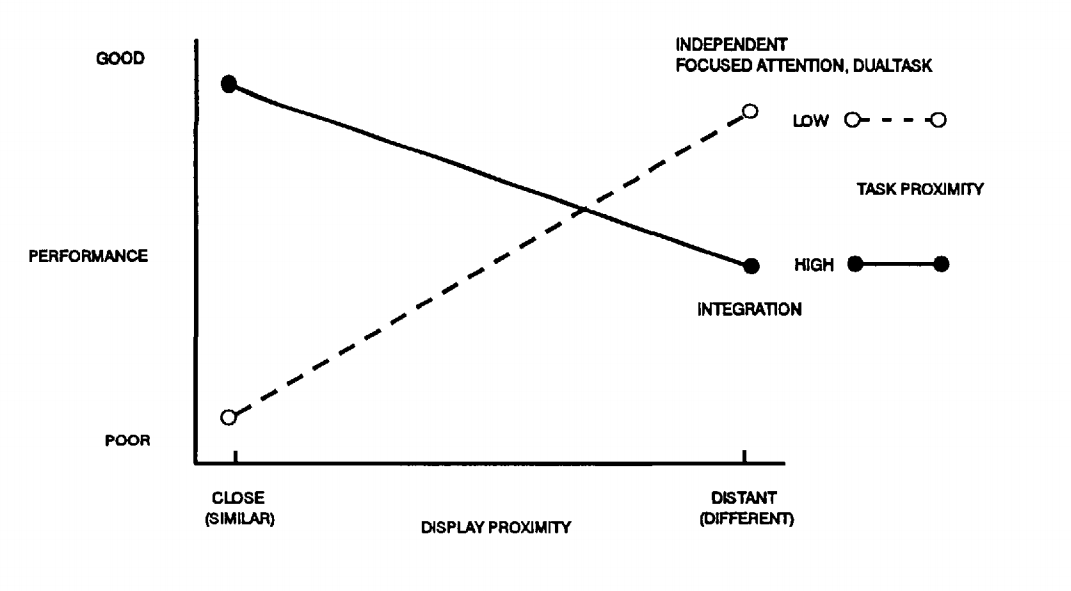 GOOD
INDEPENDENT
FOCUSED ATTENTION, DUALTASK
LOW
TASK PROXIMITY
PERFORMANCE
HIGH
INTEGRATION
POOR
CLOSE
(SIMILAR)
DISTANT
(DIFFERENT)
DISPLAY PROXIMITY